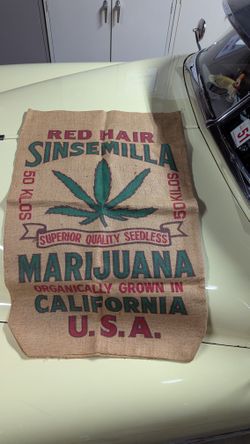 RED HAIR
SINSEMILLA
50 KILOS
50 KILOS
SUPERIOR QUALITY SEEDLESS
MARIJUANA
ORGANICALLY GROWN IN
CALIFORNIA
U.S.A.